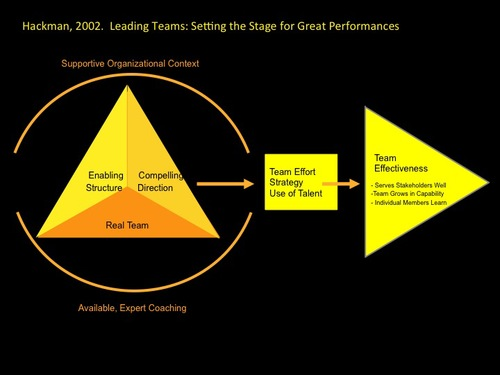 Hackman, 2002.  Leading Teams: Setting the Stage for Great Performances
Supportive Organizational Context
Enabling
Structure
Compelling
Direction
Real Team
Available, Expert Coaching
Team Effort
Strategy
Use of Talent
Team
Effectiveness
- Serves Stakeholders Well
-Team Grows in Capability
- Individual Members Learn